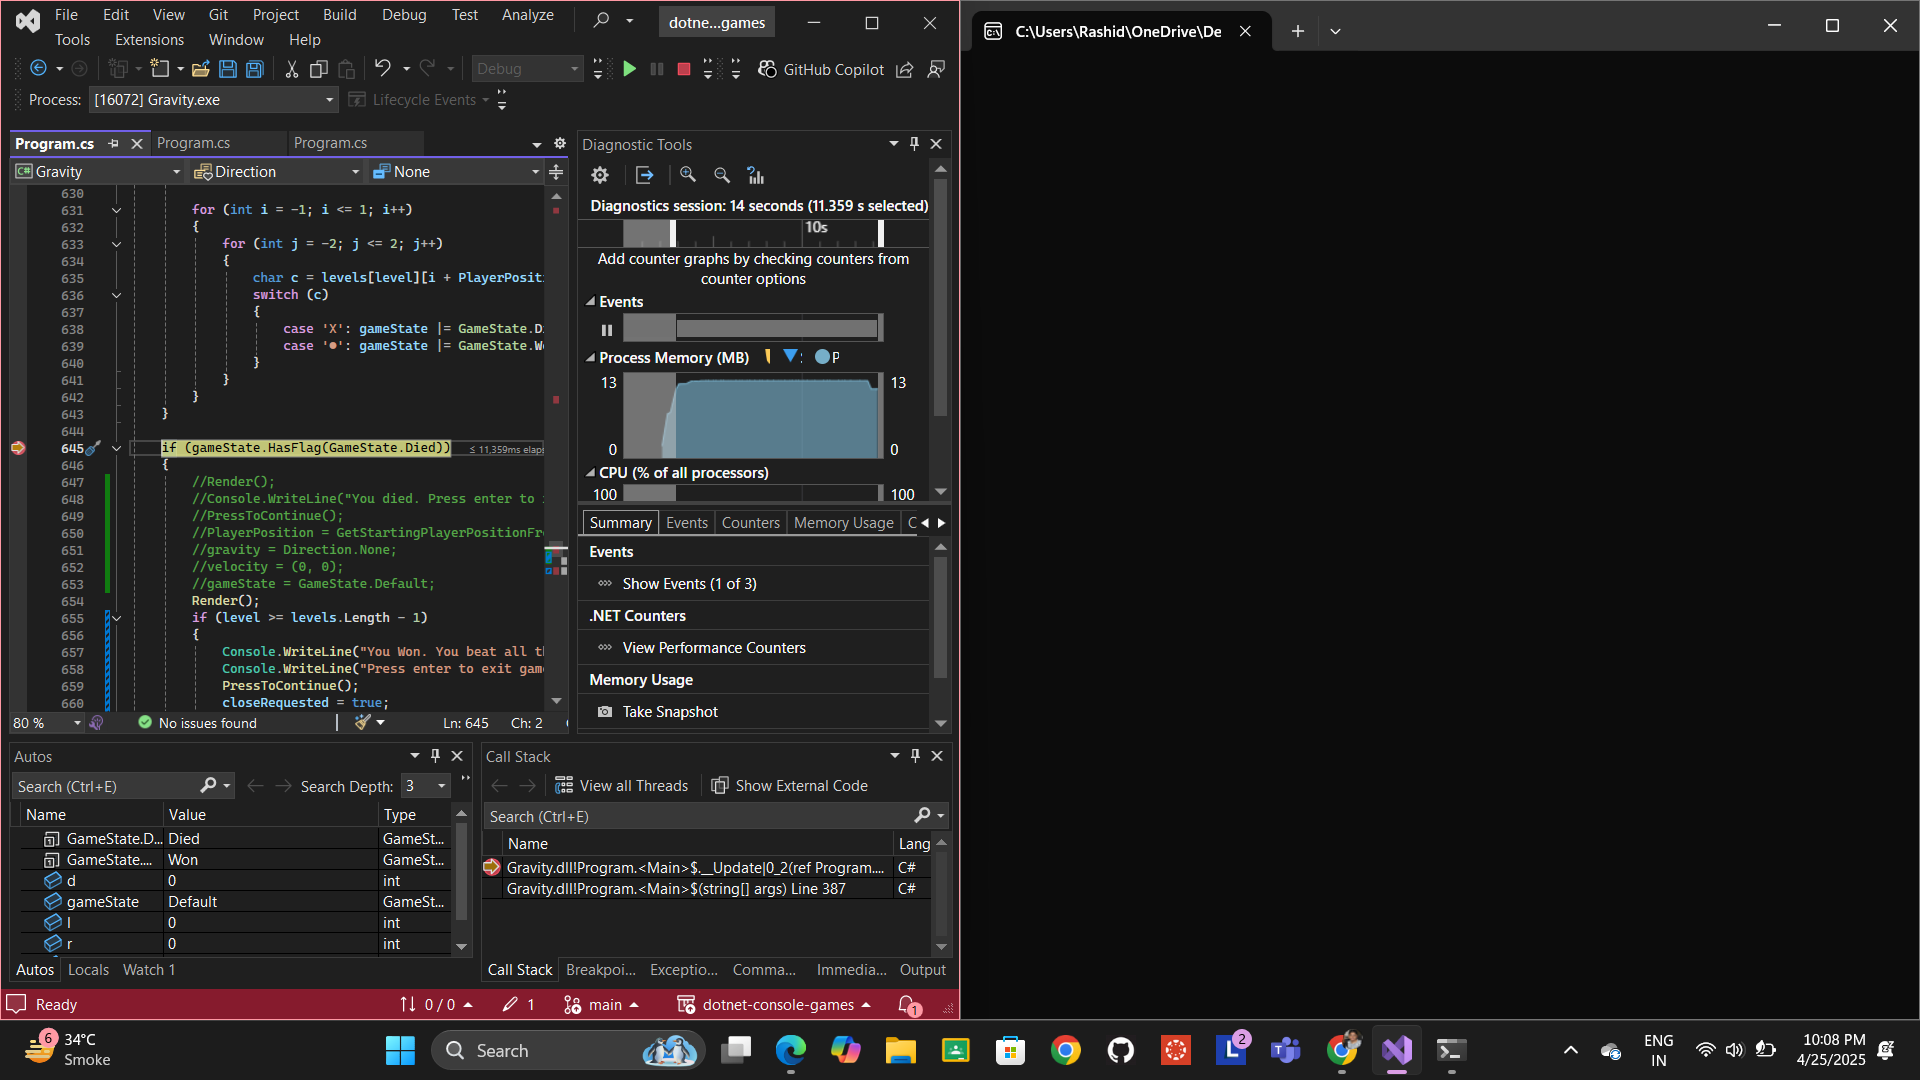 File Edit View Git Project Build Debug Test Analyze
dotne...games
Tools Extensions Window Help
Debug
GitHub Copilot
Process: [16072] Gravity.exe
Lifecycle Events
Program.cs Program.cs Program.cs
Gravity Direction None
630
631 for (int i = -1; i <= 1; i++)
632 {
633 for (int j = -2; j <= 2; j++)
634 {
635 char c = levels[level][i + PlayerPositi
636 switch (c)
637 {
638 case 'X': gameState |= GameState.D
639 case '●': gameState |= GameState.W
640 }
641 }
642 }
643 }
644
645 if (gameState.HasFlag(GameState.Died)) ≤ 11,359ms elap
646 {
647 //Render();
648 //Console.WriteLine("You died. Press enter to
649 //PressToContinue();
650 //PlayerPosition = GetStartingPlayerPositionFr
651 //gravity = Direction.None;
652 //velocity = (0, 0);
653 //gameState = GameState.Default;
654 Render();
655 if (level >= levels.Length - 1)
656 {
657 Console.WriteLine("You Won. You beat all t
658 Console.WriteLine("Press enter to exit gam
659 PressToContinue();
660 closeRequested = true;
80 % No issues found Ln: 645 Ch: 2
Diagnostic Tools
Diagnostics session: 14 seconds (11.359 s selected)
10s
Add counter graphs by checking counters from
counter options
Events
Process Memory (MB) P
13 13
0 0
CPU (% of all processors)
100 100
Summary Events Counters Memory Usage C
Events
Show Events (1 of 3)
.NET Counters
View Performance Counters
Memory Usage
Take Snapshot
Autos
Search (Ctrl+E) Search Depth: 3
Name Value Type
GameState.D... Died GameSt...
GameState.... Won GameSt...
d 0 int
gameState Default GameSt...
l 0 int
r 0 int
Autos Locals Watch 1
Call Stack
View all Threads Show External Code
Search (Ctrl+E)
Name Lang
Gravity.dll!Program.<Main>$.__Update|0_2(ref Program.... C#
Gravity.dll!Program.<Main>$(string[] args) Line 387 C#
Call Stack Breakpoi... Exceptio... Comma... Immedia... Output
Ready 0 / 0 1 main dotnet-console-games 1
C:\Users\Rashid\OneDrive\De
6 34°C
Smoke
Search
2
ENG
IN
10:08 PM
4/25/2025